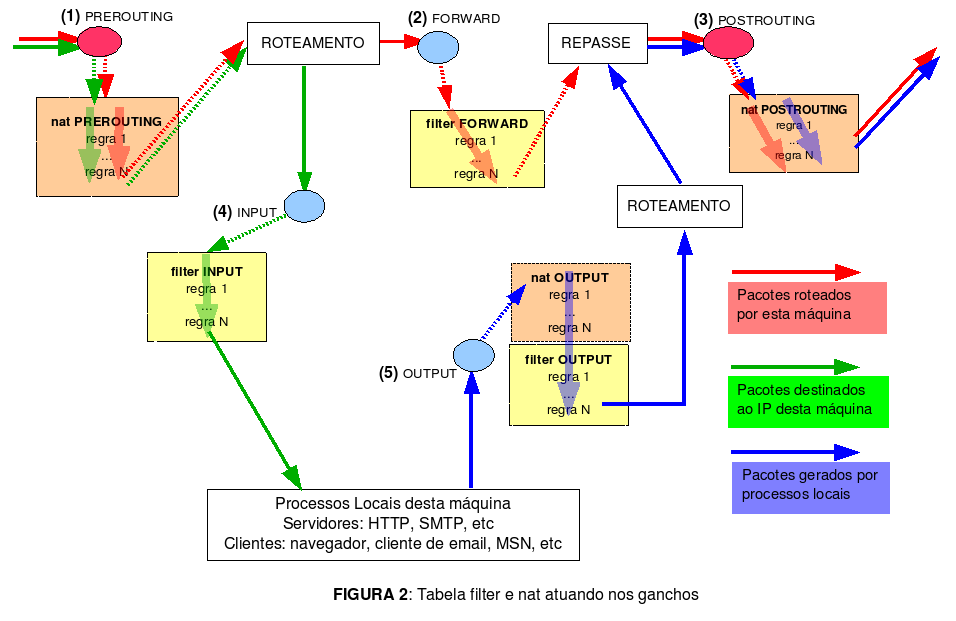 (1) PREROUTING
(2) FORWARD
(3) POSTROUTING
ROTEAMENTO
REPASSE
nat PREROUTING
regra 1
...
regra N
filter FORWARD
regra 1
...
regra N
nat POSTROUTING
regra 1
...
regra N
(4) INPUT
ROTEAMENTO
filter INPUT
regra 1
...
regra N
nat OUTPUT
regra 1
...
regra N
(5) OUTPUT
filter OUTPUT
regra 1
...
regra N
Pacotes roteados
por esta máquina
Pacotes destinados
ao IP desta máquina
Pacotes gerados por
processos locais
Processos Locais desta máquina
Servidores: HTTP, SMTP, etc
Clientes: navegador, cliente de email, MSN, etc
FIGURA 2: Tabela filter e nat atuando nos ganchos